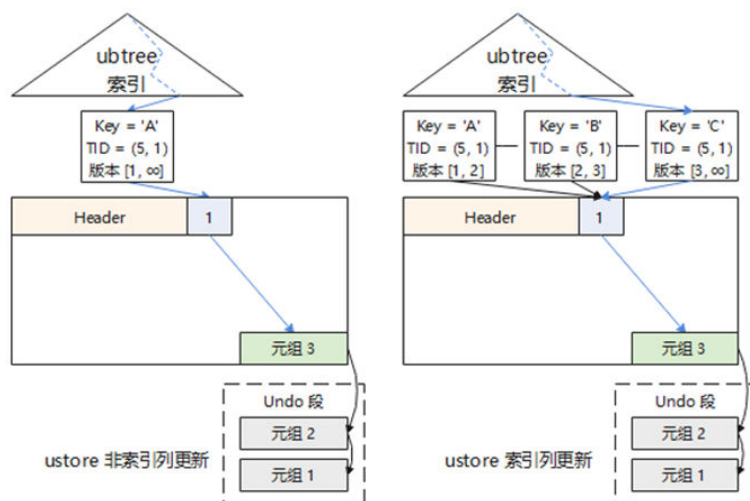 ubtree
索引
Key = 'A'
TID = (5, 1)
版本 [1, ∞]
Header
1
元组 3
Undo 段
元组 2
元组 1
ustore 非索引列更新
ubtree
索引
Key = 'A'
TID = (5, 1)
版本 [1, 2]
Key = 'B'
TID = (5, 1)
版本 [2, 3]
Key = 'C'
TID = (5, 1)
版本 [3, ∞]
Header
1
元组 3
Undo 段
元组 2
元组 1
ustore 索引列更新